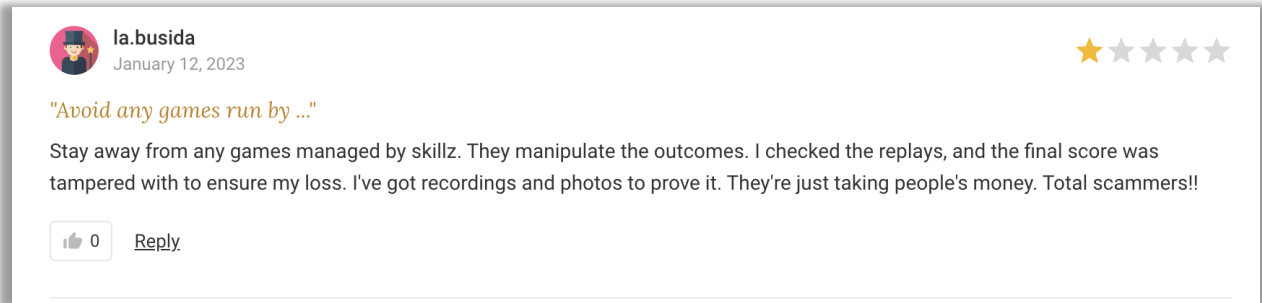 la.busida
January 12, 2023
"Avoid any games run by ..."
Stay away from any games managed by skillz. They manipulate the outcomes. I checked the replays, and the final score was
tampered with to ensure my loss. I've got recordings and photos to prove it. They're just taking people's money. Total scammers!!
0 Reply